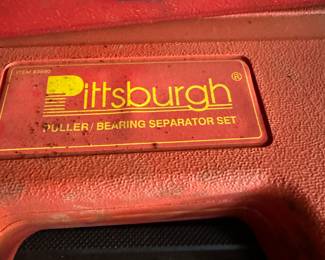 Pittsburgh®
PULLER/BEARING SEPARATOR SET